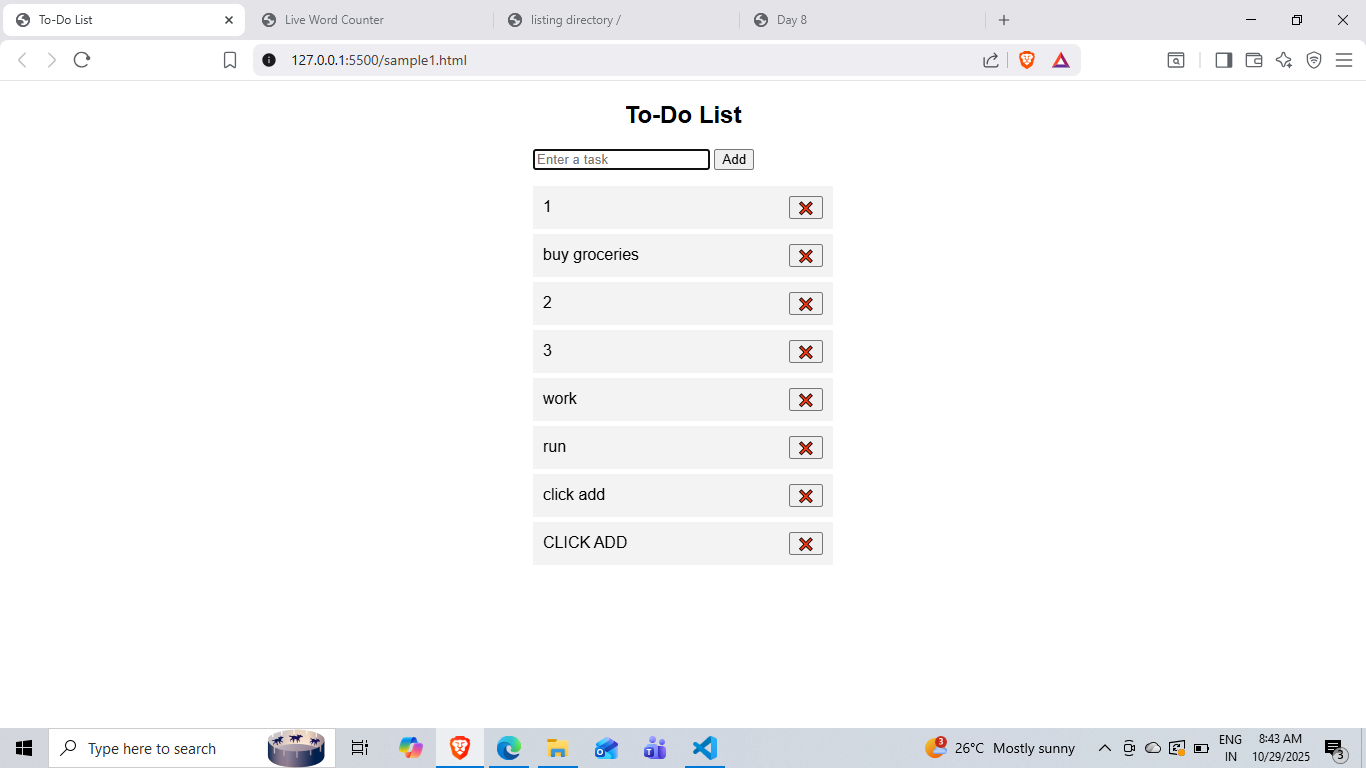 To-Do List
Live Word Counter
listing directory /
Day 8
127.0.0.1:5500/sample1.html
To-Do List
Enter a task
Add
1
buy groceries
2
3
work
run
click add
CLICK ADD
Type here to search
3
26°C Mostly sunny
ENG
IN
8:43 AM
10/29/2025
3